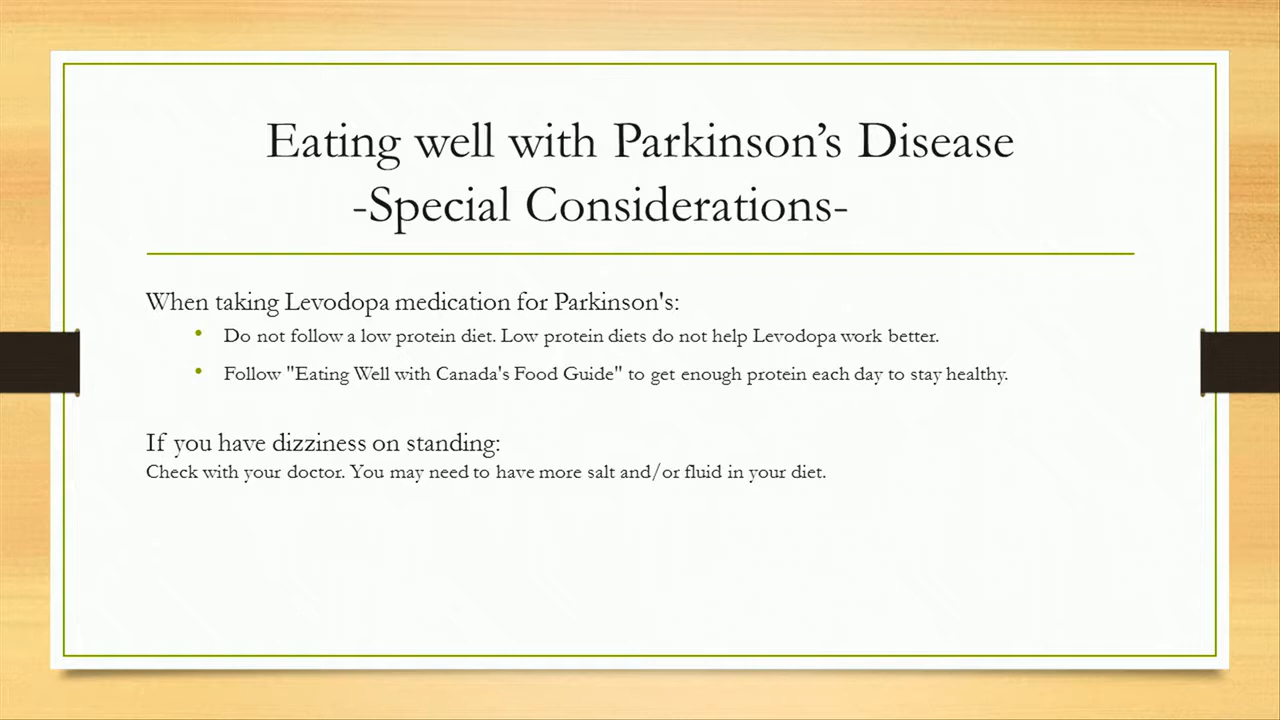 Eating well with Parkinson’s Disease
-Special Considerations-
When taking Levodopa medication for Parkinson's:
• Do not follow a low protein diet. Low protein diets do not help Levodopa work better.
• Follow "Eating Well with Canada's Food Guide" to get enough protein each day to stay healthy.
If you have dizziness on standing:
Check with your doctor. You may need to have more salt and/or fluid in your diet.